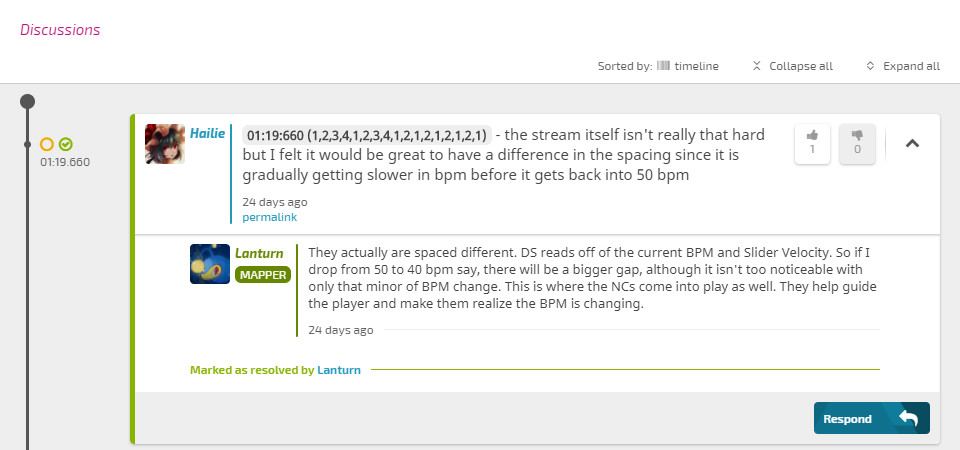 Discussions
Sorted by: timeline Collapse all Expand all
01:19.660
Hailie
01:19:660 (1,2,3,4,1,2,3,4,1,2,1,2,1,2,1,2,1) - the stream itself isn't really that hard
but I felt it would be great to have a difference in the spacing since it is
gradually getting slower in bpm before it gets back into 50 bpm
1 0
24 days ago
permalink
Lanturn
MAPPER
They actually are spaced different. DS reads off of the current BPM and Slider Velocity. So if I
drop from 50 to 40 bpm say, there will be a bigger gap, although it isn't too noticeable with
only that minor of BPM change. This is where the NCs come into play as well. They help guide
the player and make them realize the BPM is changing.
24 days ago
Marked as resolved by Lanturn
Respond